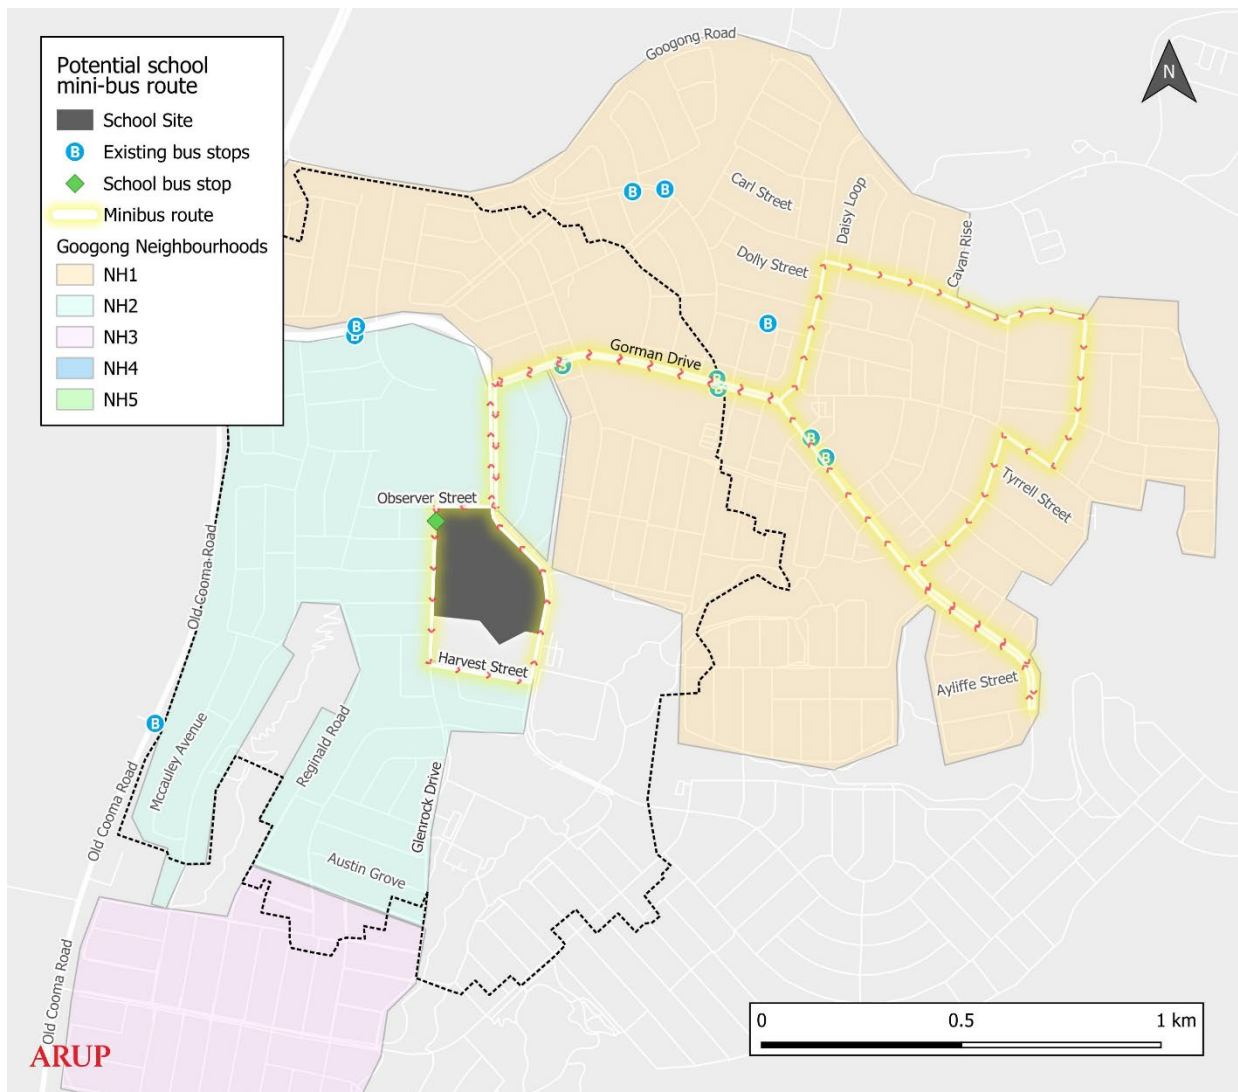 Potential school
mini-bus route
School Site
B Existing bus stops
School bus stop
Minibus route
Googong Neighbourhoods
NH1
NH2
NH3
NH4
NH5
Googong Road
N
B B
Carl Street
Daisy Loop
Cavan Rise
Dolly Street
B
B
B
Gorman Drive
B
B
B
B
B
Tyrrell Street
Observer Street
Old Cooma Road
Harvest Street
Ayliffe Street
B
Mccauley Avenue
Reginald Road
Glenrock Drive
Old Cooma Road
Austin Grove
Old Cooma Road
0 0.5 1 km
ARUP